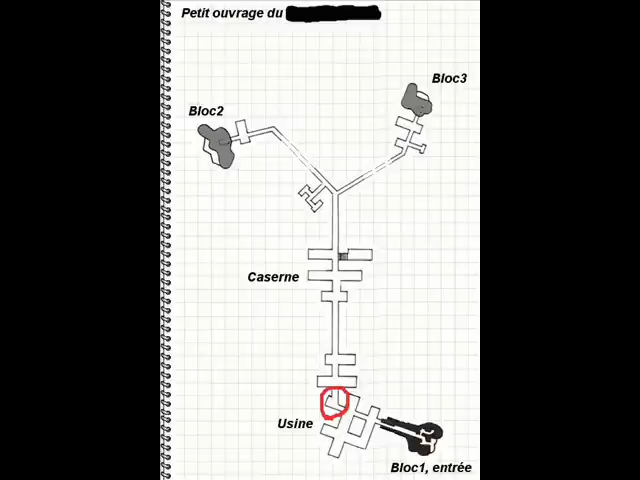 Petit ouvrage du
Bloc3
Bloc2
Caserne
Usine
Bloc1, entrée